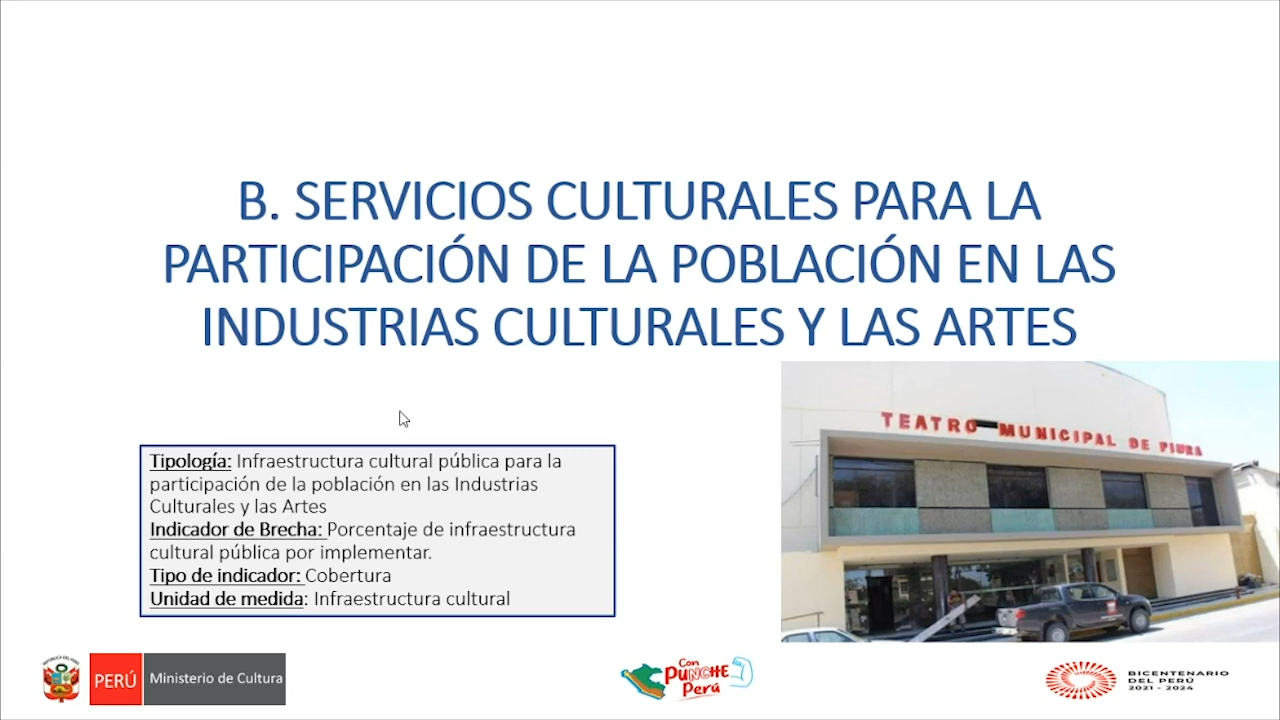 B. SERVICIOS CULTURALES PARA LA
PARTICIPACIÓN DE LA POBLACIÓN EN LAS
INDUSTRIAS CULTURALES Y LAS ARTES
TEATRO MUNICIPAL DE PIURA
Tipología: Infraestructura cultural pública para la
participación de la población en las Industrias
Culturales y las Artes
Indicador de Brecha: Porcentaje de infraestructura
cultural pública por implementar.
Tipo de indicador: Cobertura
Unidad de medida: Infraestructura cultural
REPÚBLICA DEL PERÚ
PERÚ
Ministerio de Cultura
Con
PUNCHE
Perú
BICENTENARIO
DEL PERÚ
2021 - 2024